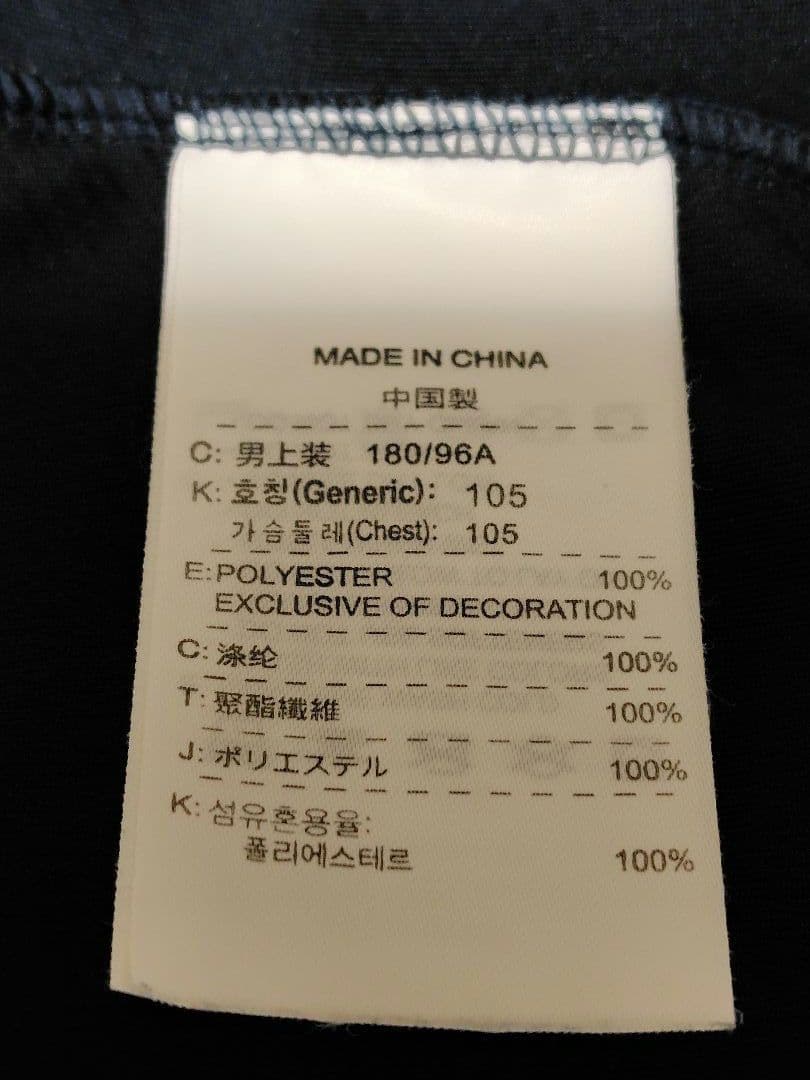 MADE IN CHINA
中国製
C: 男上装 180/96A
K: 호칭(Generic): 105
가슴둘레(Chest): 105
E:POLYESTER 100%
EXCLUSIVE OF DECORATION
C: 涤纶 100%
T: 聚酯纖維 100%
J: ポリエステル 100%
K: 섬유혼용율:
폴리에스테르 100%